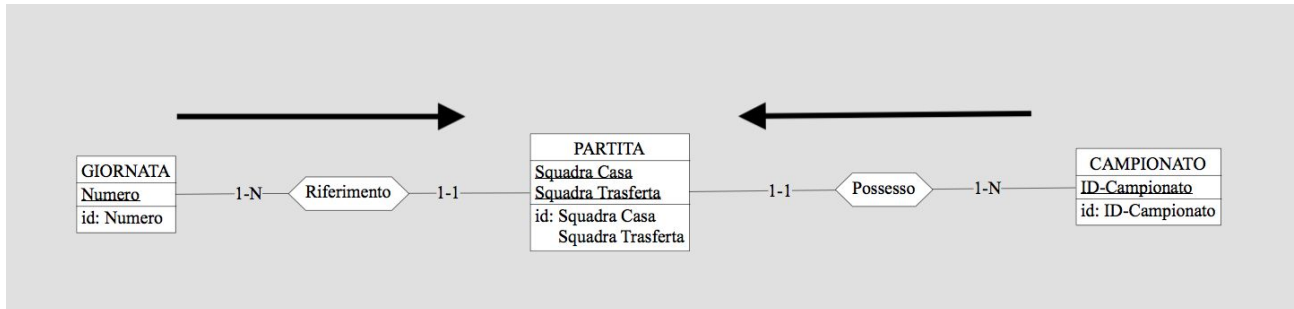 GIORNATA
Numero
id: Numero
1-N
Riferimento
1-1
PARTITA
Squadra Casa
Squadra Trasferta
id: Squadra Casa
Squadra Trasferta
1-1
Possesso
1-N
CAMPIONATO
ID-Campionato
id: ID-Campionato